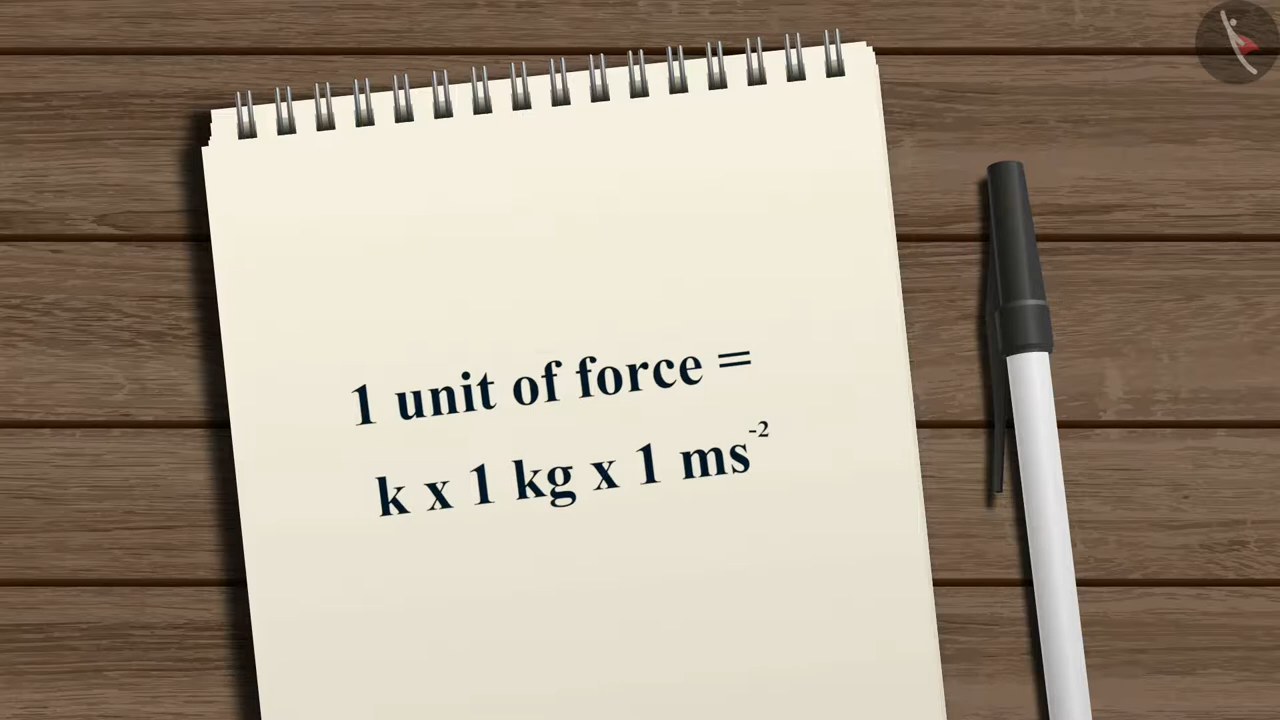 1 unit of force =
k x 1 kg x 1 ms⁻²